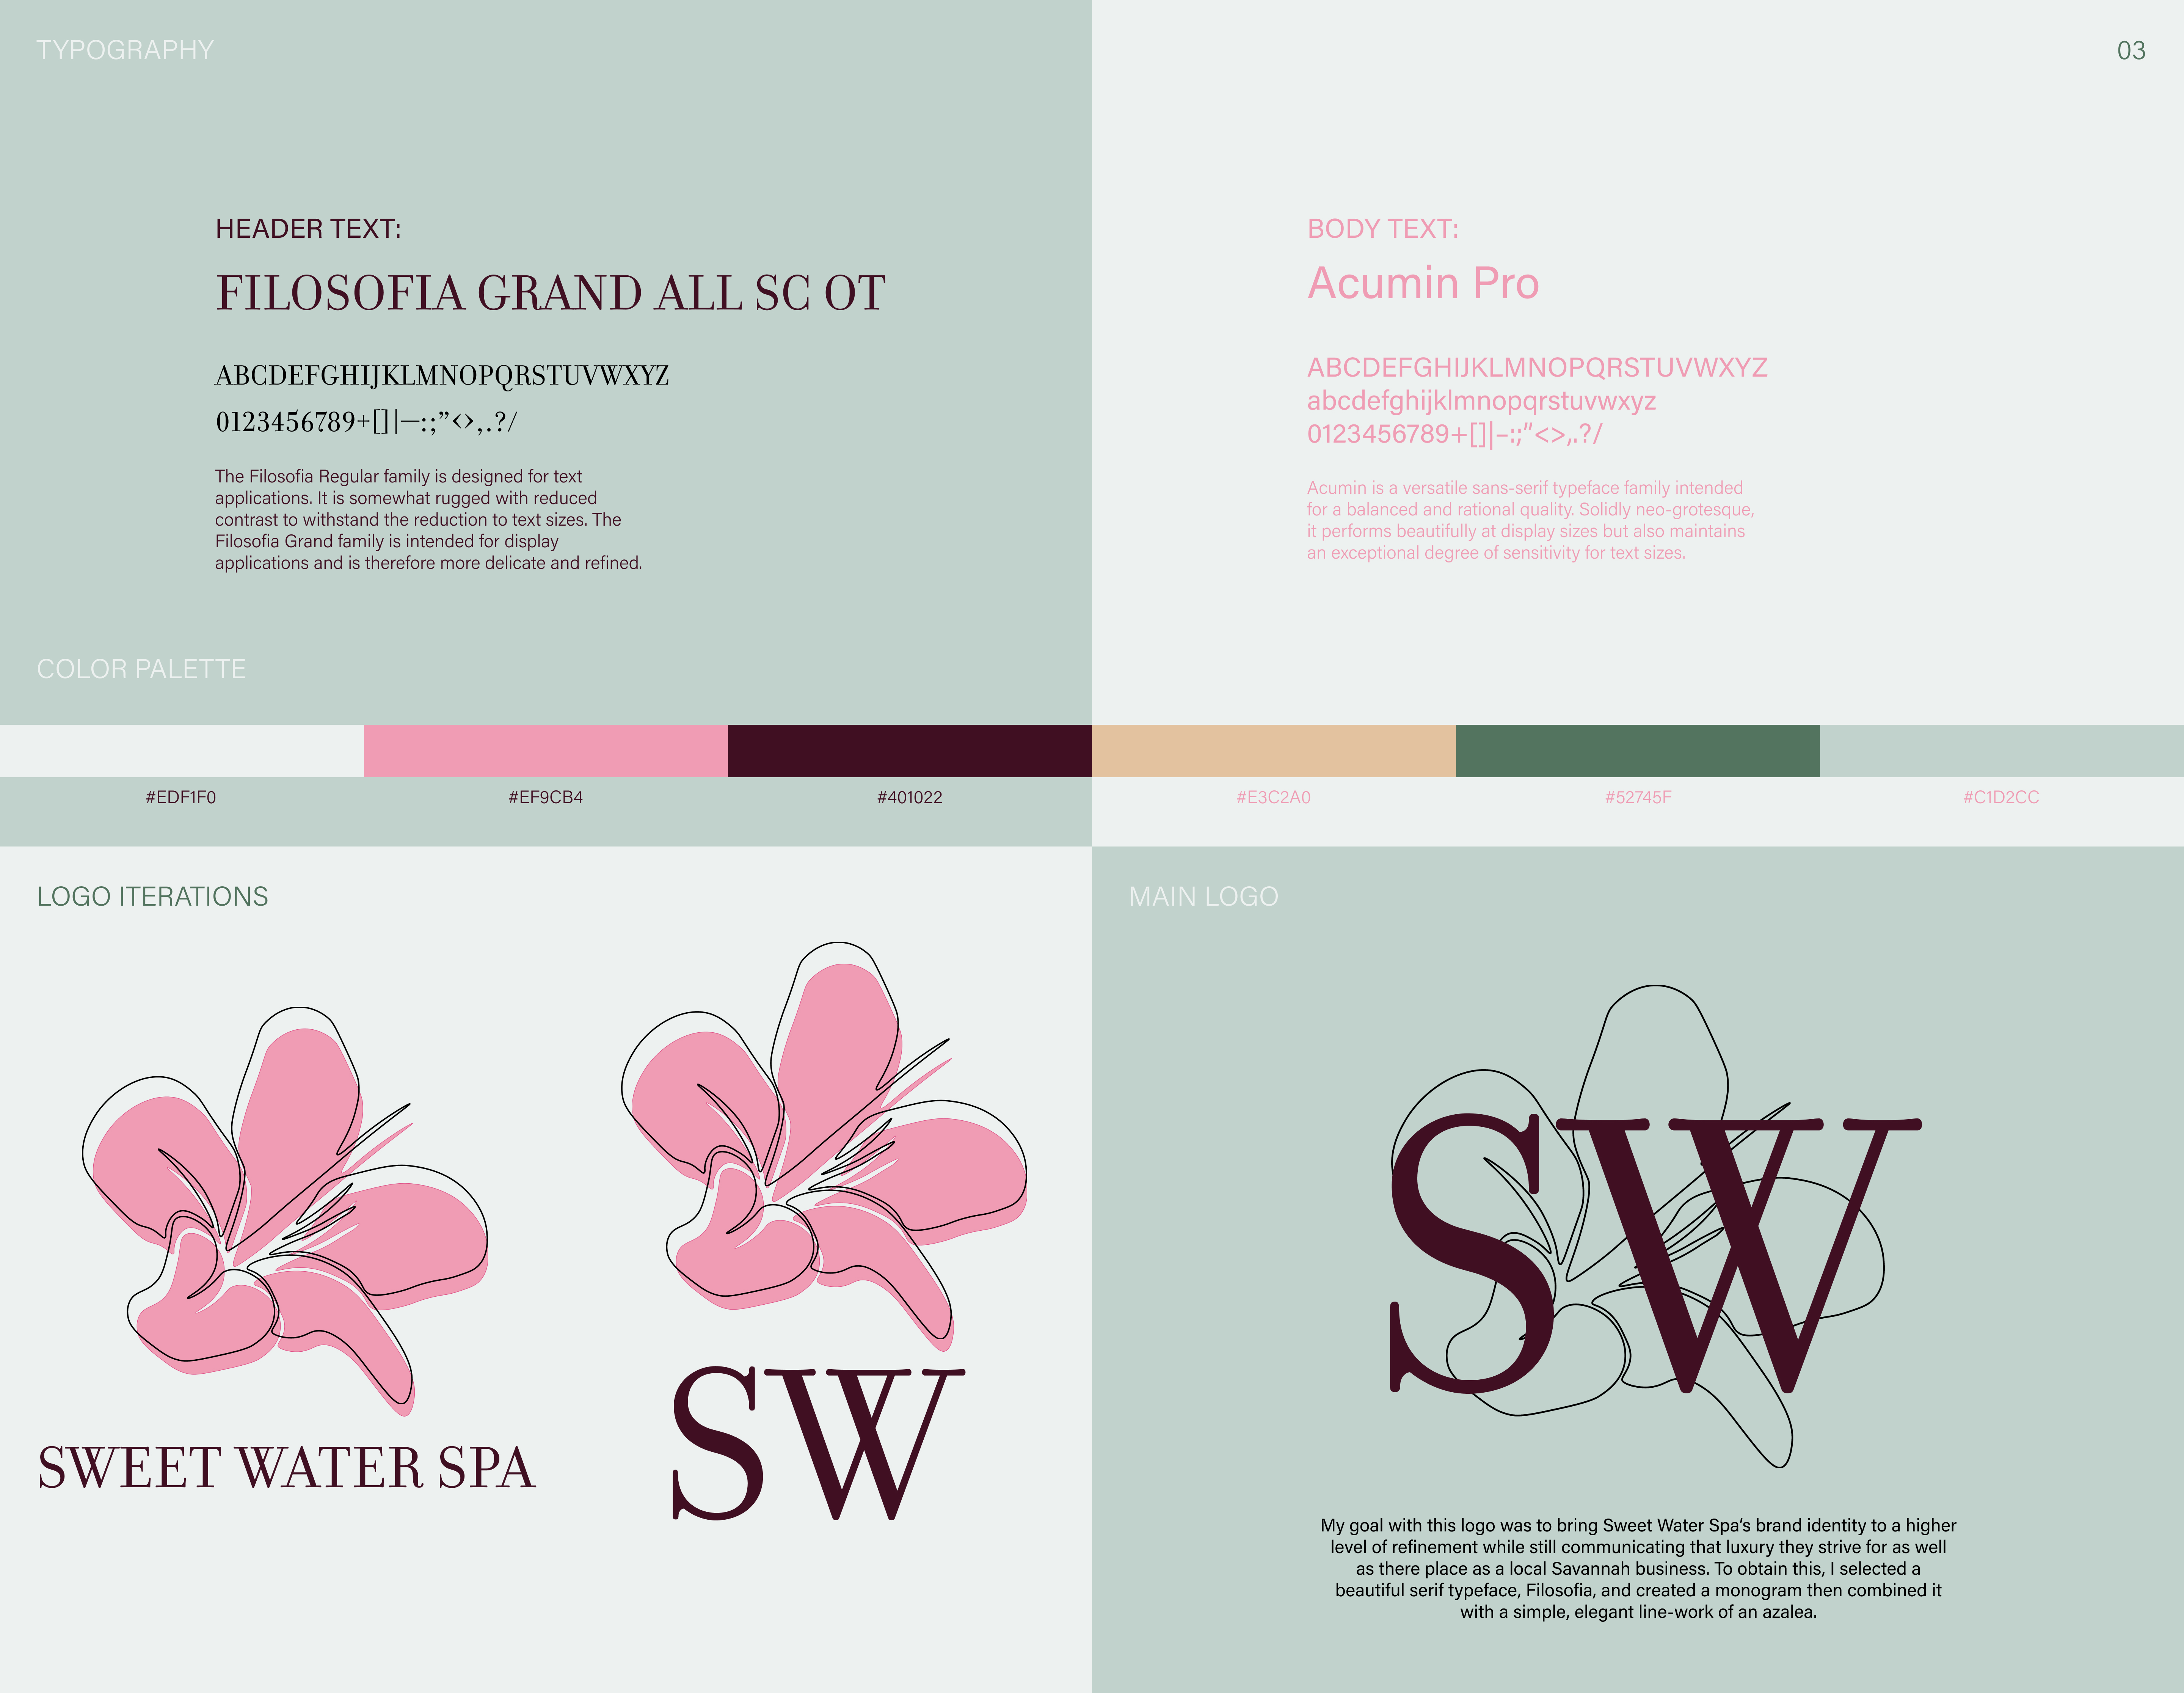 TYPOGRAPHY
03
HEADER TEXT:
FILOSOFIA GRAND ALL SC OT
ABCDEFGHIJKLMNOPQRSTUVWXYZ
0123456789+[]|—:;”<>,.?/
The Filosofia Regular family is designed for text
applications. It is somewhat rugged with reduced
contrast to withstand the reduction to text sizes. The
Filosofia Grand family is intended for display
applications and is therefore more delicate and refined.
BODY TEXT:
Acumin Pro
ABCDEFGHIJKLMNOPQRSTUVWXYZ
abcdefghijklmnopqrstuvwxyz
0123456789+[]|–:;”<>,.?/
Acumin is a versatile sans-serif typeface family intended
for a balanced and rational quality. Solidly neo-grotesque,
it performs beautifully at display sizes but also maintains
an exceptional degree of sensitivity for text sizes.
COLOR PALETTE
#EDF1F0
#EF9CB4
#401022
#E3C2A0
#52745F
#C1D2CC
LOGO ITERATIONS
SWEET WATER SPA
SW
MAIN LOGO
SW
My goal with this logo was to bring Sweet Water Spa’s brand identity to a higher
level of refinement while still communicating that luxury they strive for as well
as there place as a local Savannah business. To obtain this, I selected a
beautiful serif typeface, Filosofia, and created a monogram then combined it
with a simple, elegant line-work of an azalea.